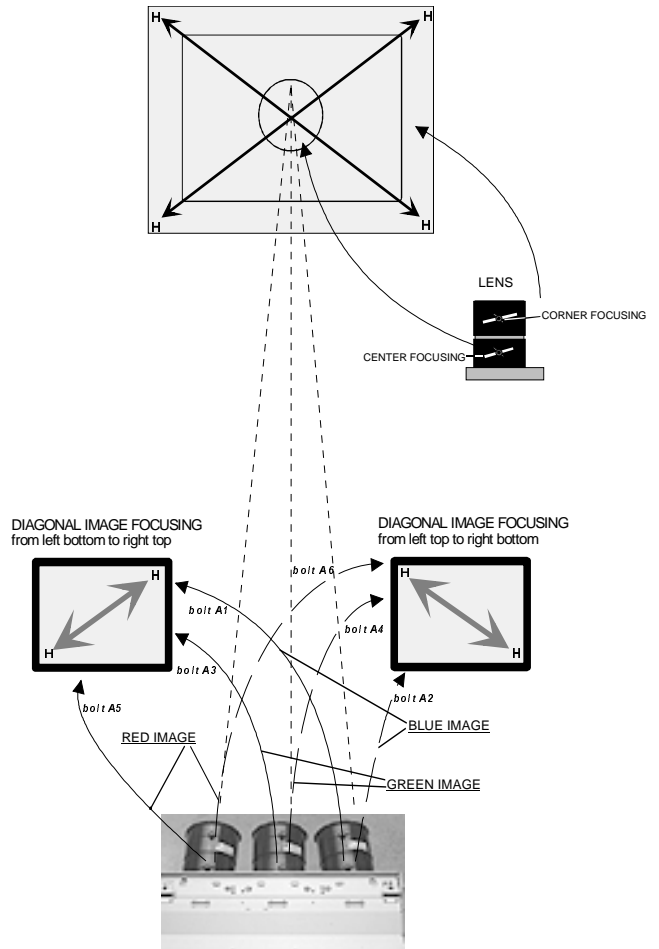 H
H
H
H
LENS
CORNER FOCUSING
CENTER FOCUSING
DIAGONAL IMAGE FOCUSING
from left bottom to right top
DIAGONAL IMAGE FOCUSING
from left top to right bottom
H
H
H
H
bolt A6
bolt A1
bolt A4
bolt A3
bolt A2
bolt A5
BLUE IMAGE
RED IMAGE
GREEN IMAGE